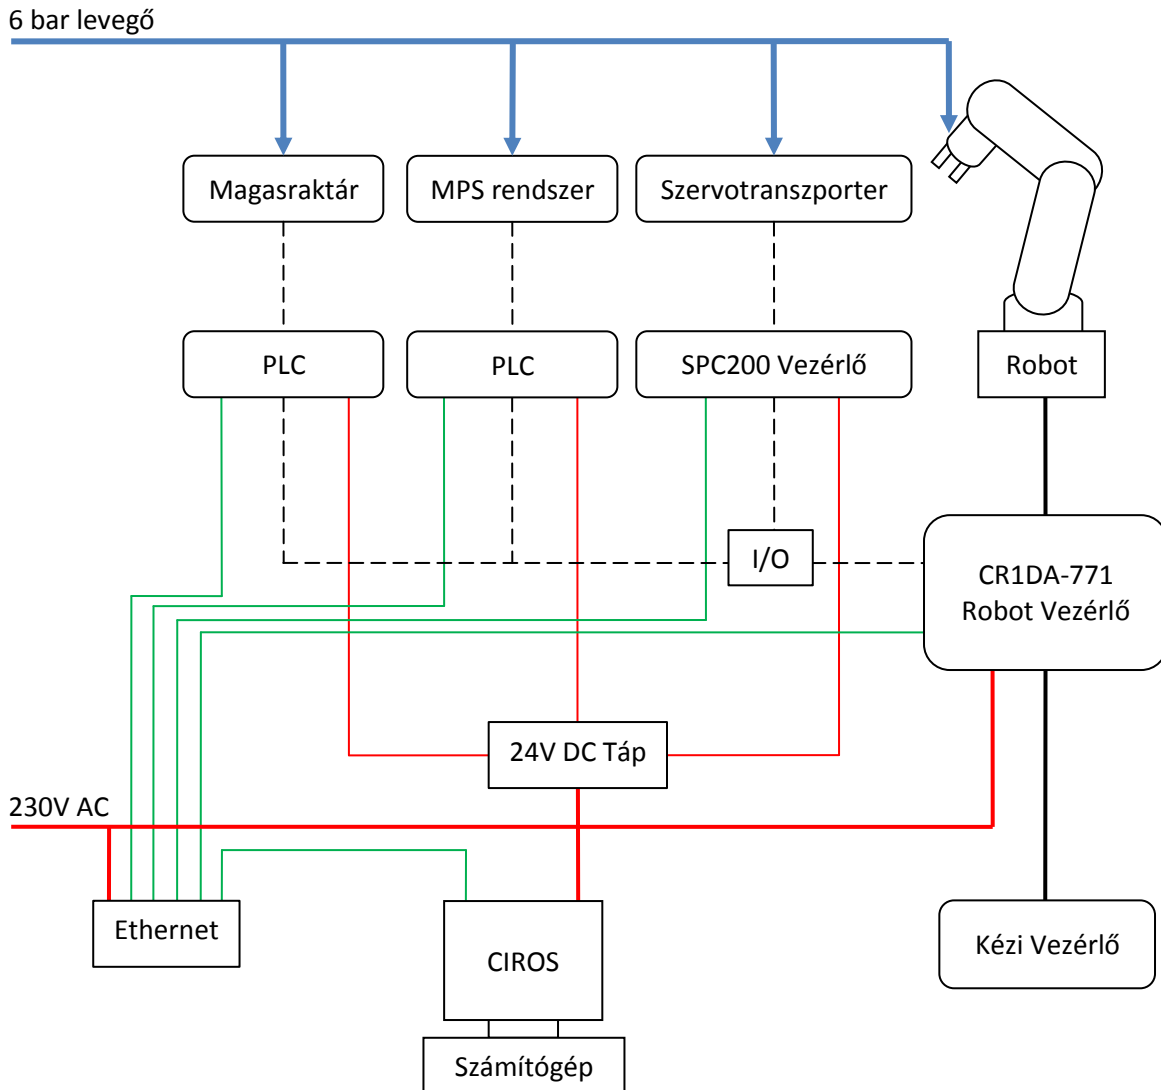 6 bar levegő
Magasraktár
MPS rendszer
Szervotranszporter
PLC
PLC
SPC200 Vezérlő
Robot
I/O
CR1DA-771
Robot Vezérlő
24V DC Táp
230V AC
Ethernet
CIROS
Kézi Vezérlő
Számítógép